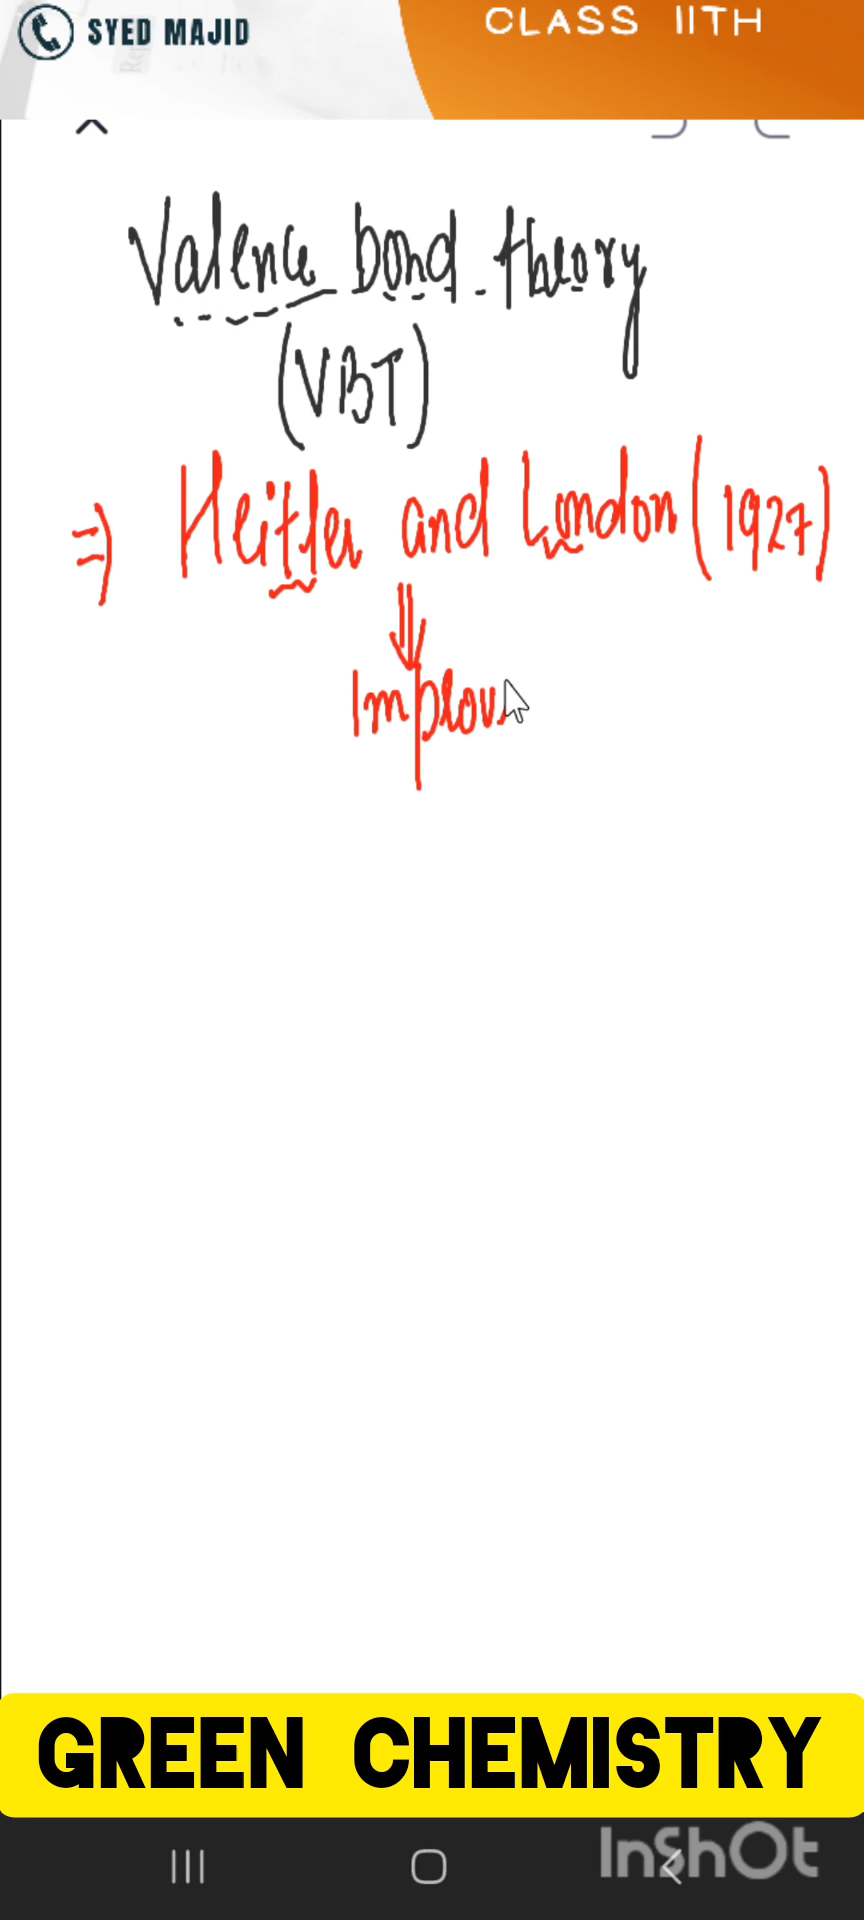 SYED MAJID
CLASS 11TH
Valence bond theory
(VBT)
⇒ Heitler and London (1927)
⇓
Improv
GREEN CHEMISTRY
InShOt